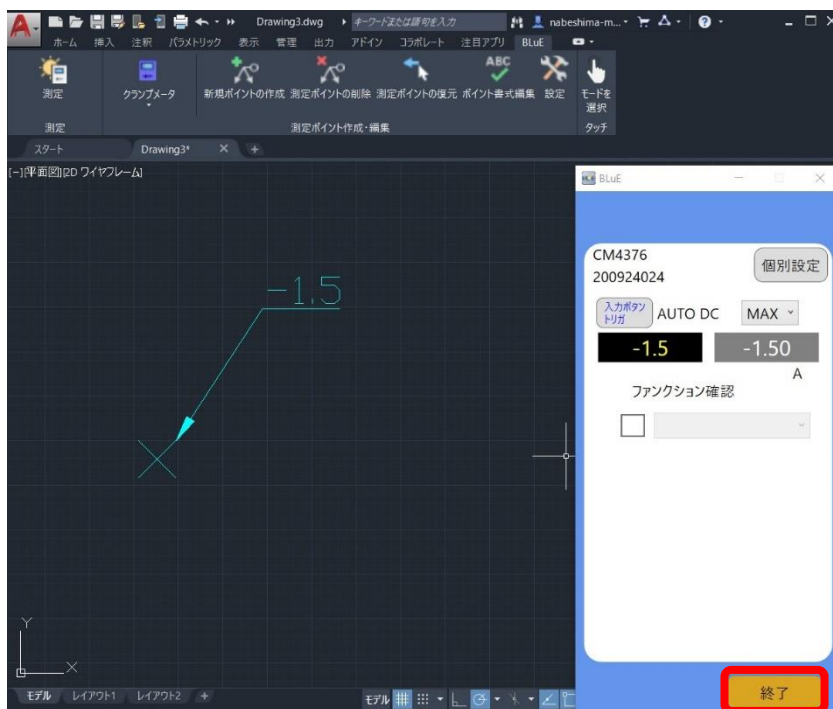 Drawing3.dwg キーワードまたは語句を入力 nabeshima-m...
ホーム 挿入 注釈 パラメトリック 表示 管理 出力 アドイン コラボレート 注目アプリ BLuE
測定 クランプメータ 新規ポイントの作成 測定ポイントの削除 測定ポイントの復元 ABC ポイント書式編集 設定 モードを選択
測定 測定ポイント作成・編集 タッチ
スタート Drawing3* × +
[−][平面図][2D ワイヤフレーム]
-1.5
Y
X
BLuE
CM4376
200924024
個別設定
入力ボタン
トリガ
AUTO DC MAX
-1.5 -1.50
A
ファンクション確認
終了
モデル レイアウト1 レイアウト2 + モデル